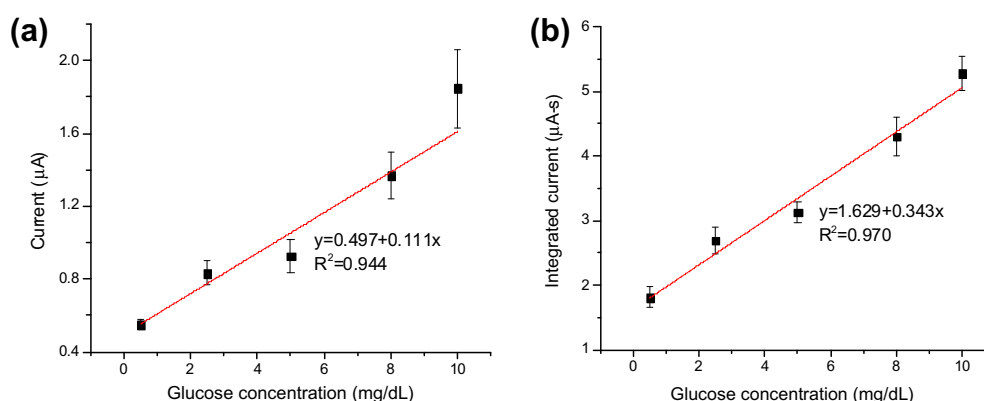 (a)
2.0
1.6
1.2
0.8
0.4
Current (μA)
y=0.497+0.111x
R²=0.944
0 2 4 6 8 10
Glucose concentration (mg/dL)
(b)
6
5
4
3
2
1
Integrated current (μA-s)
y=1.629+0.343x
R²=0.970
0 2 4 6 8 10
Glucose concentration (mg/dL)